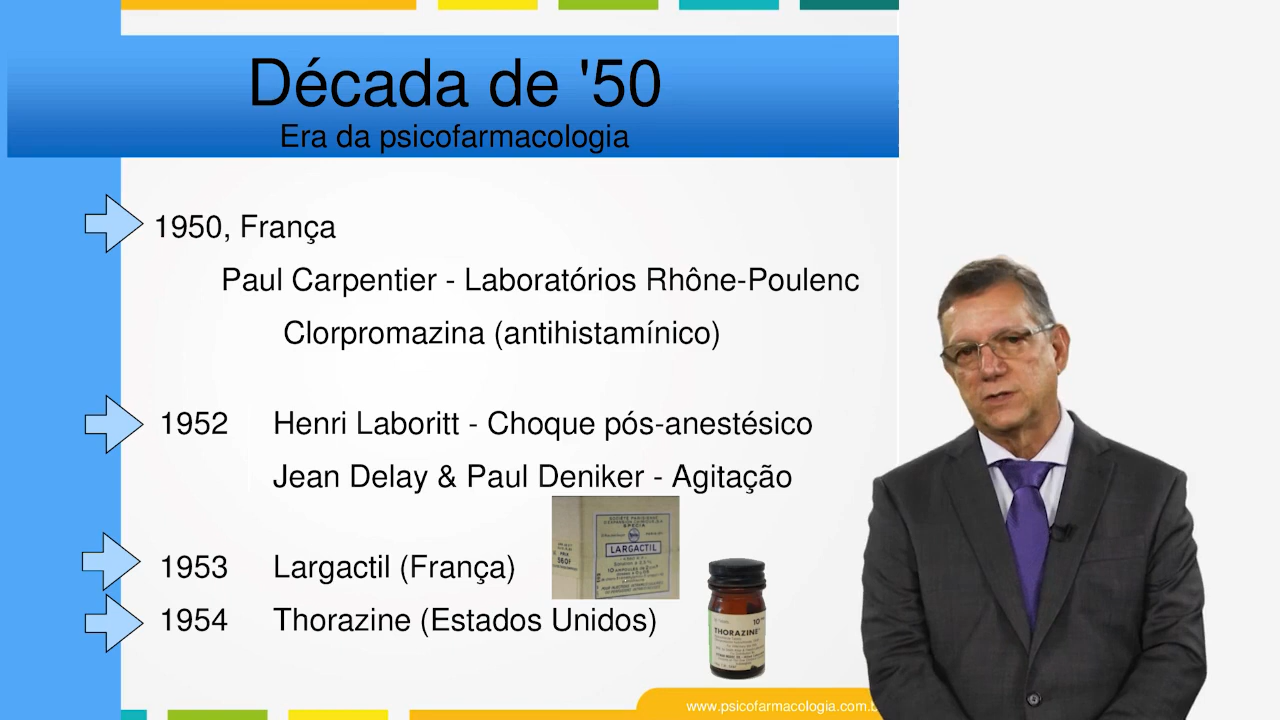 Década de '50
Era da psicofarmacologia
1950, França
Paul Carpentier - Laboratórios Rhône-Poulenc
Clorpromazina (antihistamínico)
1952 Henri Laboritt - Choque pós-anestésico
Jean Delay & Paul Deniker - Agitação
SPECIA
LARGACTIL
1953 Largactil (França)
1954 Thorazine (Estados Unidos)
THORAZINE
www.psicofarmacologia.com.b